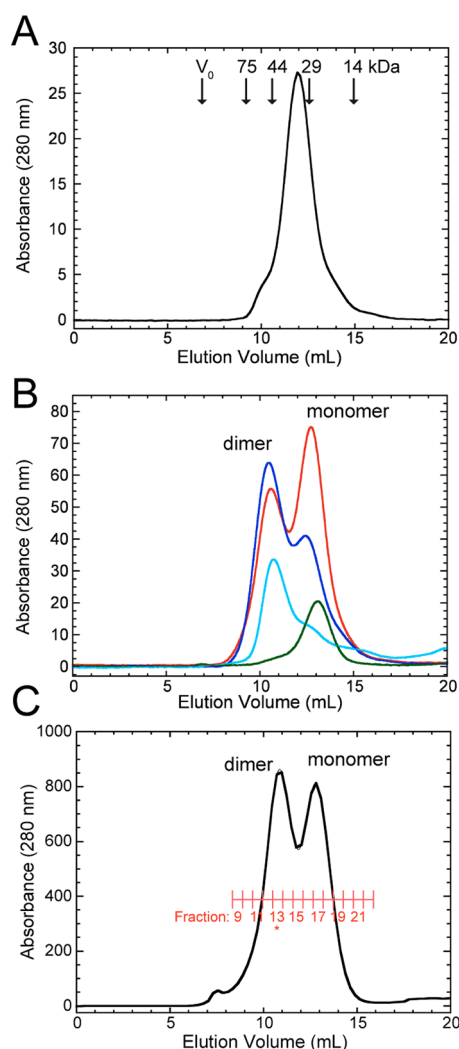 A
V0 75 44 29 14 kDa
30
25
20
15
10
5
0
Absorbance (280 nm)
0 5 10 15 20
Elution Volume (mL)
B
dimer monomer
80
70
60
50
40
30
20
10
0
Absorbance (280 nm)
0 5 10 15 20
Elution Volume (mL)
C
dimer monomer
1000
800
600
400
200
0
Absorbance (280 nm)
Fraction: 9 11 13 15 17 19 21
*
0 5 10 15 20
Elution Volume (mL)